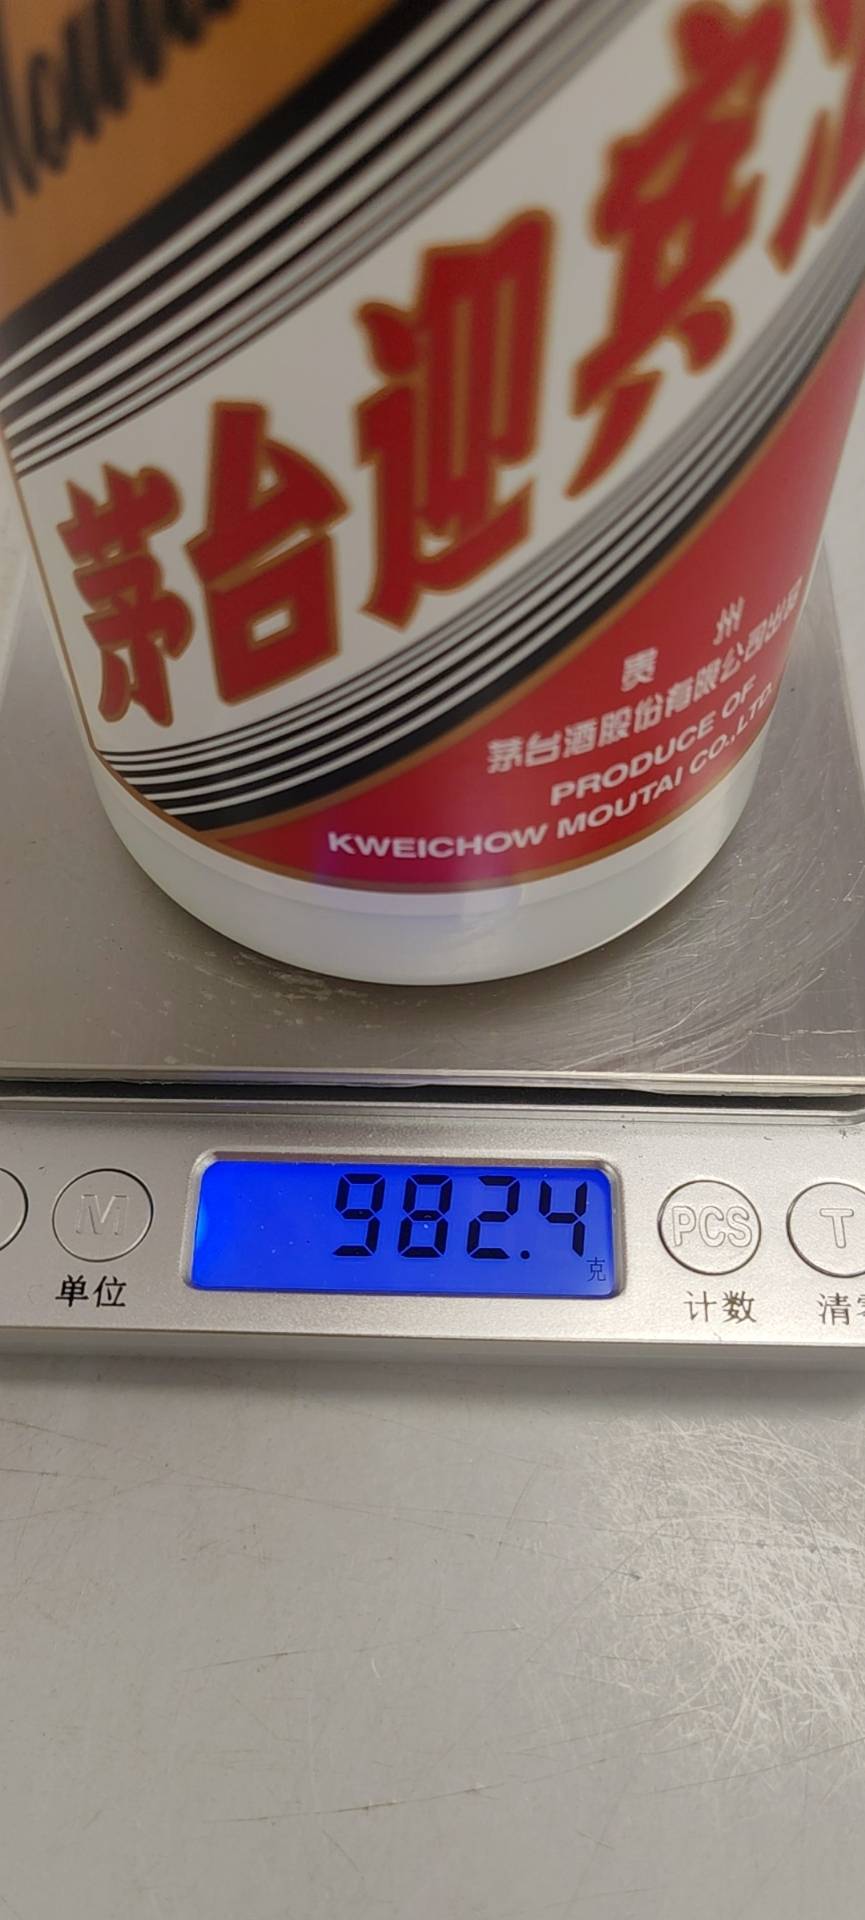 茅台迎宾
贵州
茅台酒股份有限公司出品
PRODUCE OF
KWEICHOW MOUTAI CO.,LTD.
982.4
克
M
PCS
T
单位
计数
清